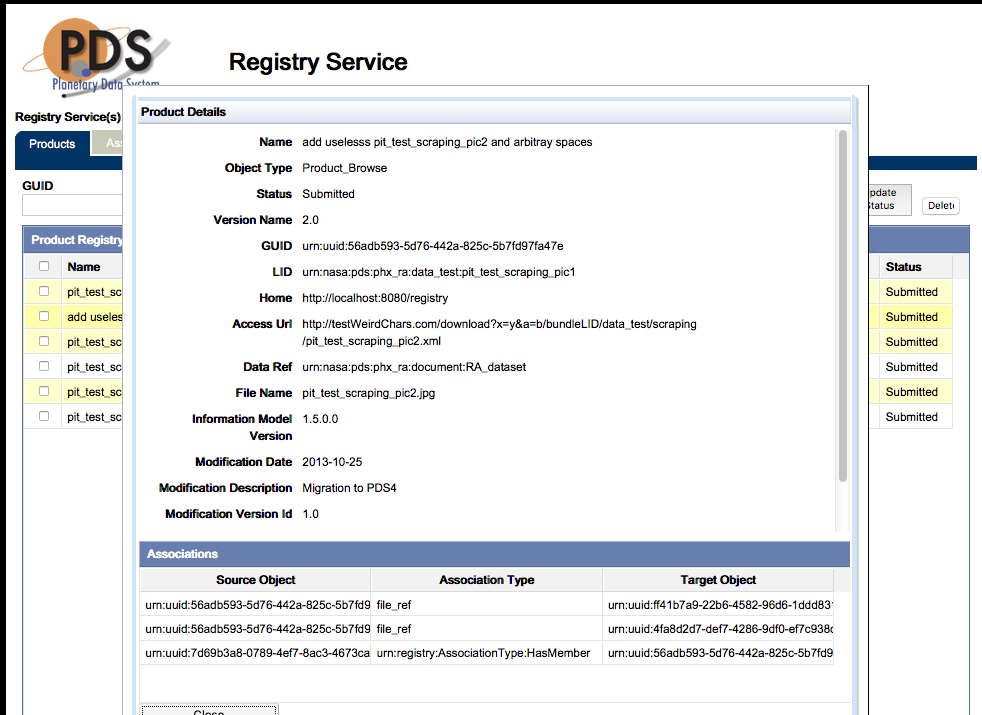 PDS
Planetary Data System
Registry Service
Registry Service(s)
Products
GUID
Update
Status
Delete
Product Registry
Name
Status
pit_test_sc
Submitted
add useles
Submitted
pit_test_sc
Submitted
pit_test_sc
Submitted
pit_test_sc
Submitted
pit_test_sc
Submitted
Product Details
Name add uselesss pit_test_scraping_pic2 and arbitray spaces
Object Type Product_Browse
Status Submitted
Version Name 2.0
GUID urn:uuid:56adb593-5d76-442a-825c-5b7fd97fa47e
LID urn:nasa:pds:phx_ra:data_test:pit_test_scraping_pic1
Home http://localhost:8080/registry
Access Url http://testWeirdChars.com/download?x=y&a=b/bundleLID/data_test/scraping
/pit_test_scraping_pic2.xml
Data Ref urn:nasa:pds:phx_ra:document:RA_dataset
File Name pit_test_scraping_pic2.jpg
Information Model 1.5.0.0
Version
Modification Date 2013-10-25
Modification Description Migration to PDS4
Modification Version Id 1.0
Associations
Source Object Association Type Target Object
urn:uuid:56adb593-5d76-442a-825c-5b7fd9 file_ref urn:uuid:ff41b7a9-22b6-4582-96d6-1ddd83
urn:uuid:56adb593-5d76-442a-825c-5b7fd9 file_ref urn:uuid:4fa8d2d7-def7-4286-9df0-ef7c938
urn:uuid:7d69b3a8-0789-4ef7-8ac3-4673ca urn:registry:AssociationType:HasMember urn:uuid:56adb593-5d76-442a-825c-5b7fd9
Close